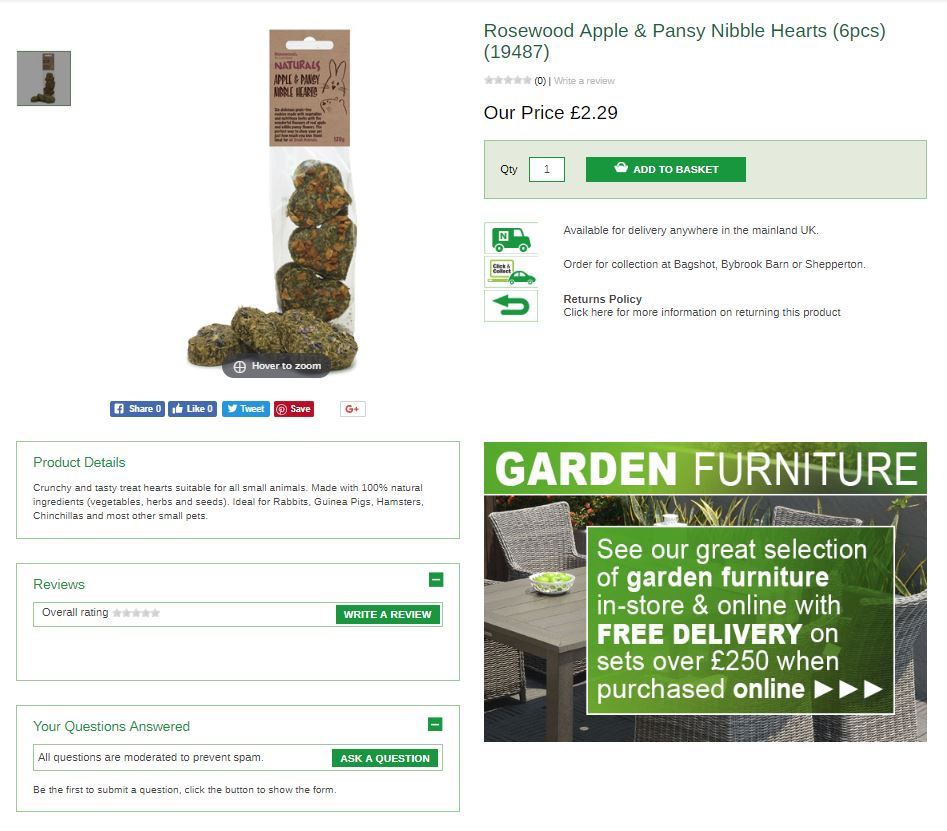 Rosewood Apple & Pansy Nibble Hearts (6pcs)
(19487)
(0) | Write a review
Our Price £2.29
Qty 1 ADD TO BASKET
Available for delivery anywhere in the mainland UK.
Click &
Collect
Order for collection at Bagshot, Bybrook Barn or Shepperton.
Returns Policy
Click here for more information on returning this product
NATURALS
APPLE & PANSY
NIBBLE HEARTS
Hover to zoom
Share 0 Like 0 Tweet Save G+
Product Details
Crunchy and tasty treat hearts suitable for all small animals. Made with 100% natural
ingredients (vegetables, herbs and seeds). Ideal for Rabbits, Guinea Pigs, Hamsters,
Chinchillas and most other small pets.
Reviews
Overall rating WRITE A REVIEW
Your Questions Answered
All questions are moderated to prevent spam. ASK A QUESTION
Be the first to submit a question, click the button to show the form.
GARDEN FURNITURE
See our great selection
of garden furniture
in-store & online with
FREE DELIVERY on
sets over £250 when
purchased online